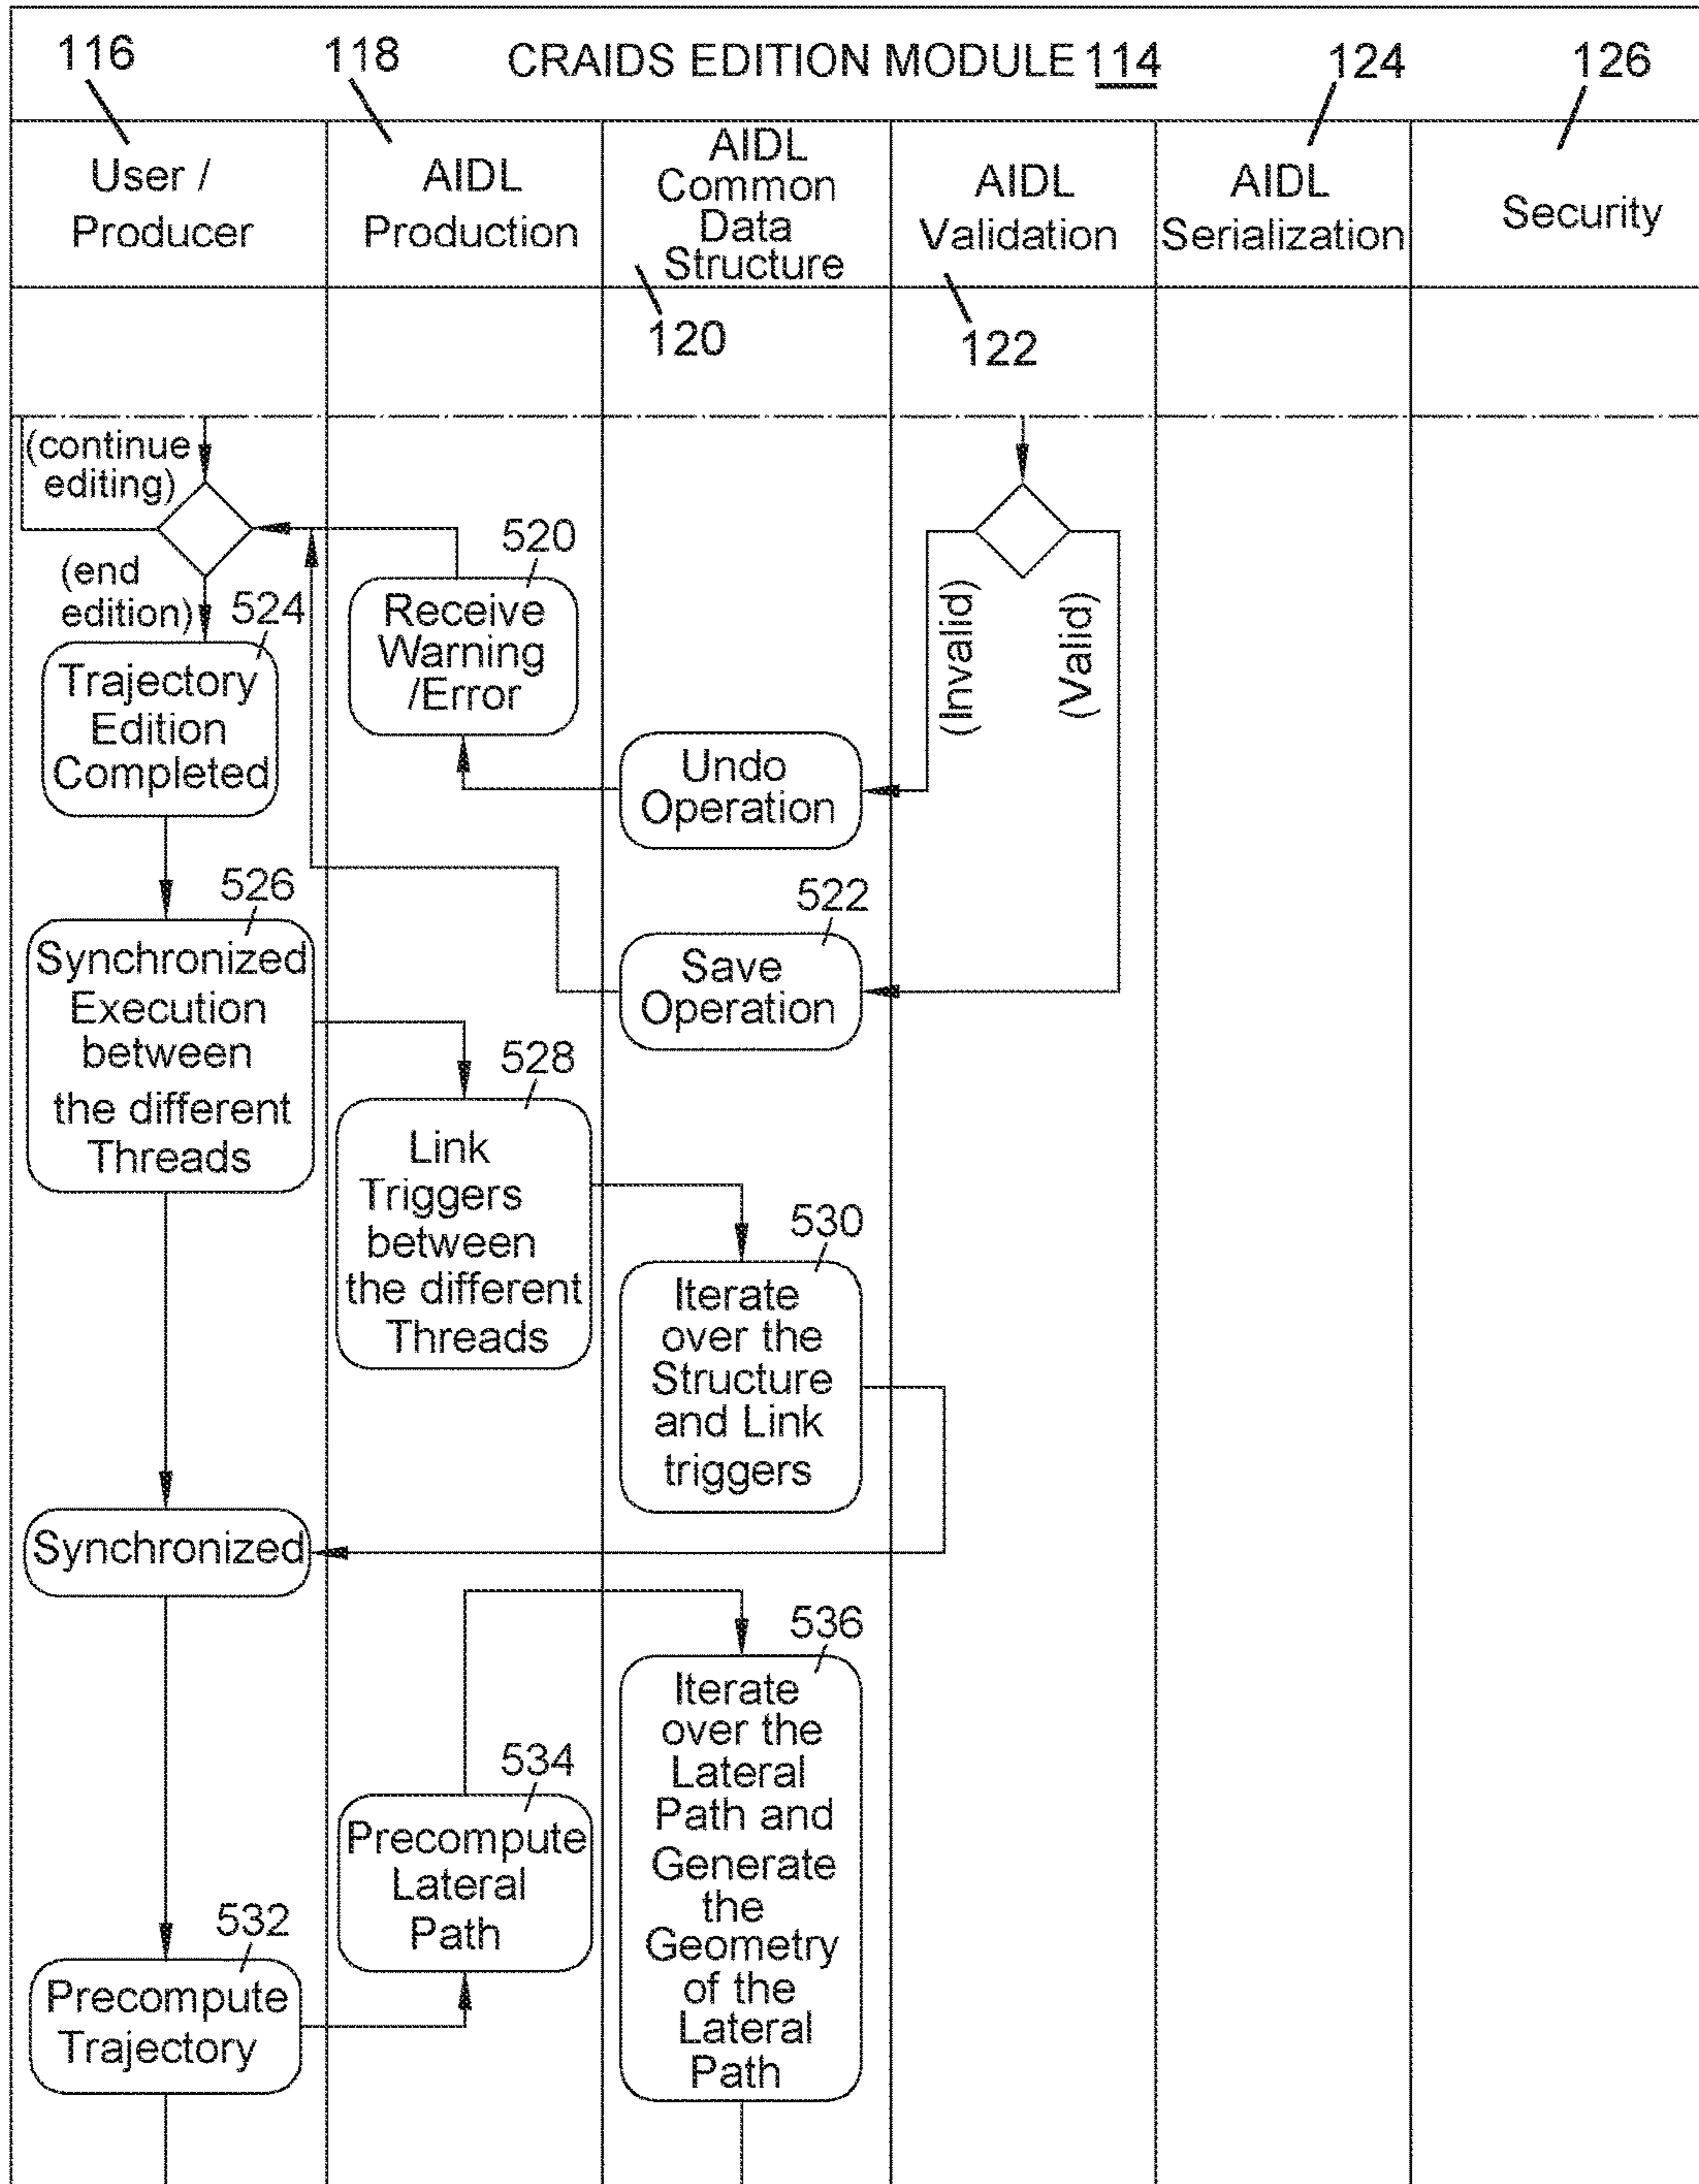 116
118
CRAIDS EDITION MODULE 114
124
126
User /
Producer
AIDL
Production
AIDL
Common
Data
Structure
120
AIDL
Validation
122
AIDL
Serialization
Security
(continue
editing)
(end
edition)
524
Trajectory
Edition
Completed
520
Receive
Warning
/Error
(Invalid)
(Valid)
Undo
Operation
522
Save
Operation
526
Synchronized
Execution
between
the different
Threads
528
Link
Triggers
between
the different
Threads
530
Iterate
over the
Structure
and Link
triggers
Synchronized
532
Precompute
Trajectory
534
Precompute
Lateral
Path
536
Iterate
over the
Lateral
Path and
Generate
the
Geometry
of the
Lateral
Path